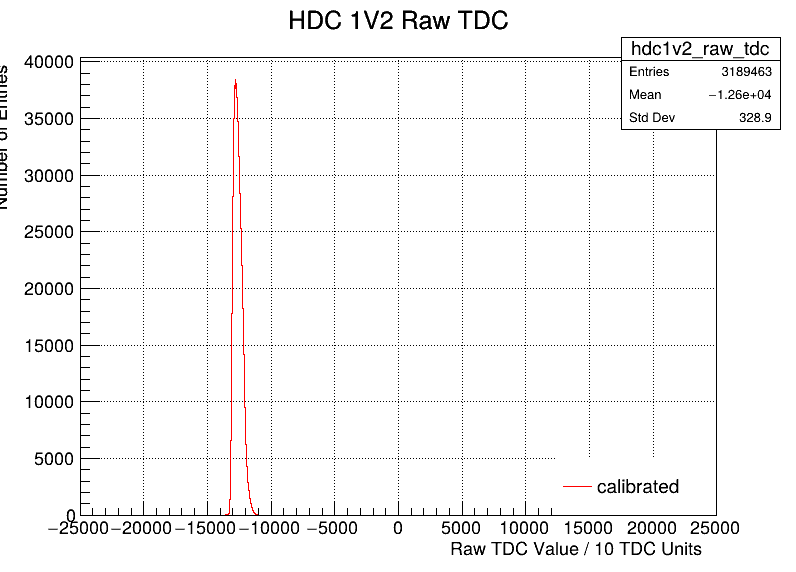 HDC 1V2 Raw TDC
hdc1v2_raw_tdc
Entries 3189463
Mean −1.26e+04
Std Dev 328.9
Number of Entries
40000
35000
30000
25000
20000
15000
10000
5000
0
calibrated
−25000 −20000 −15000 −10000 −5000 0 5000 10000 15000 20000 25000
Raw TDC Value / 10 TDC Units